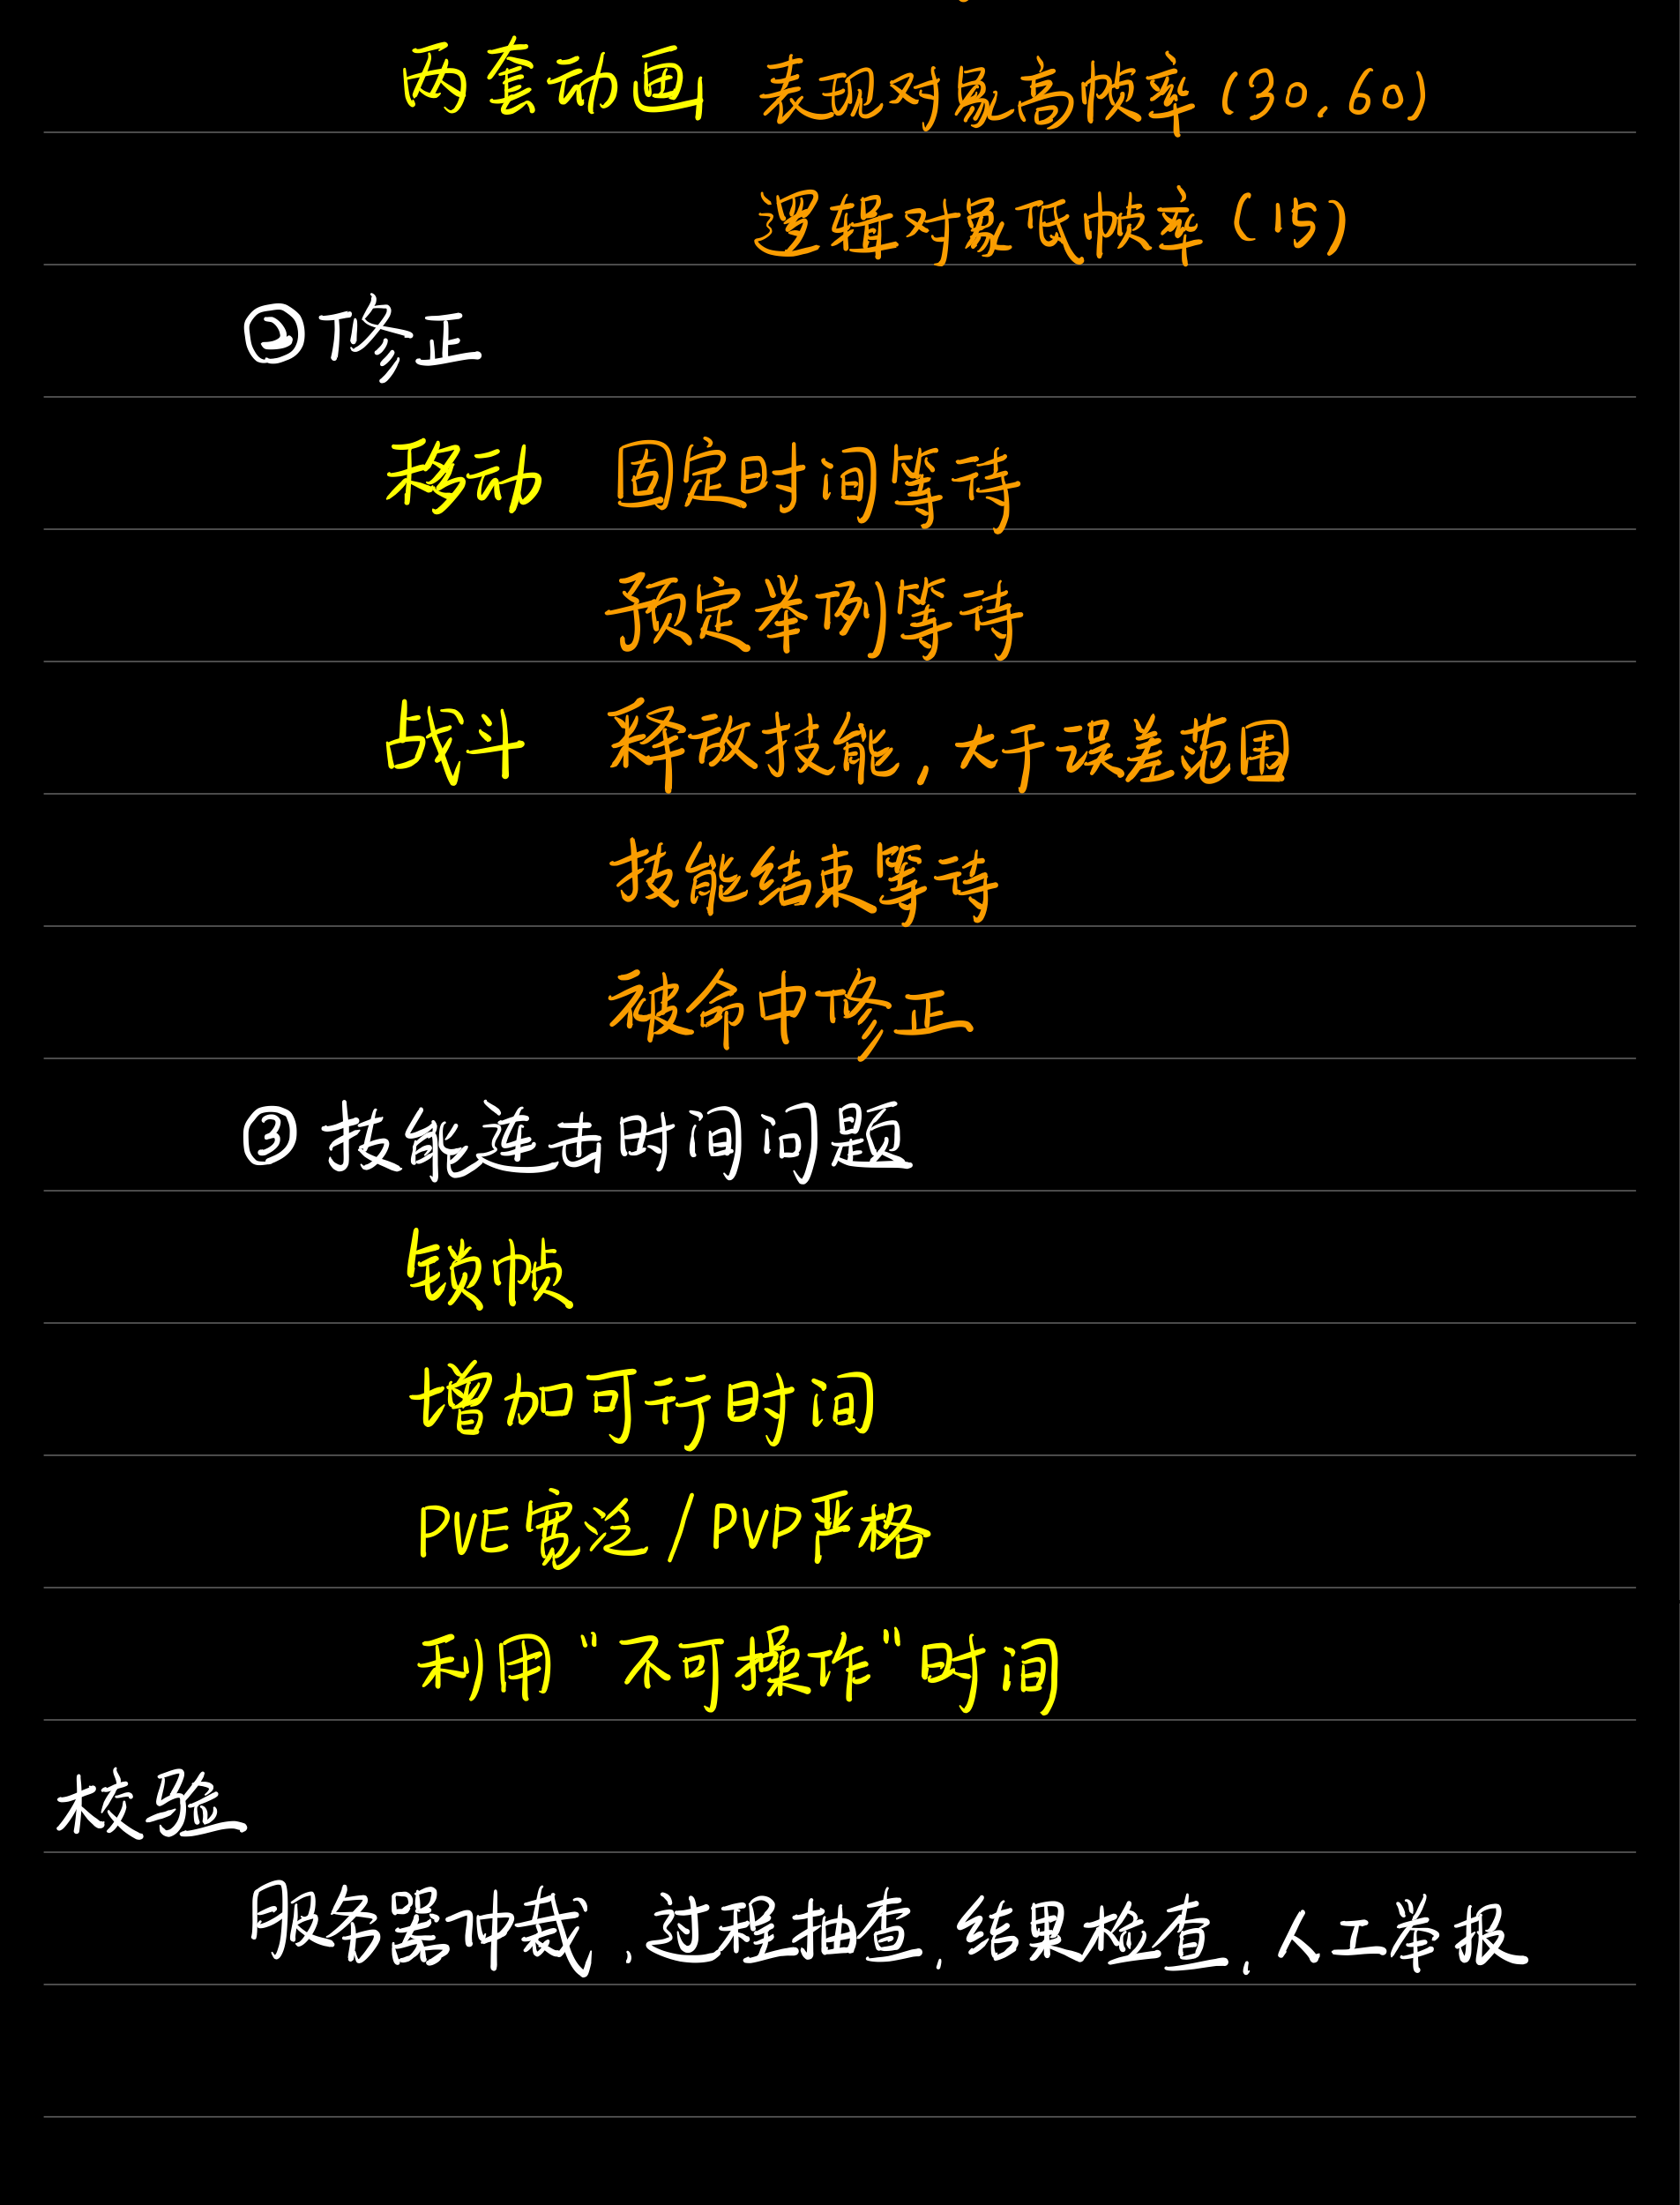 两套动画 表现对象高帧率(30.60)
逻辑对象低帧率(15)
②修正
移动 固定时间等待
预定举例等待
战斗 释放技能,大于误差范围
技能结束等待
被命中修正
③技能连击时间问题
锁帧
增加可行时间
PVE宽泛/PVP严格
利用"不可操作"时间
校验
服务器仲裁,过程抽查,结果检查,人工举报